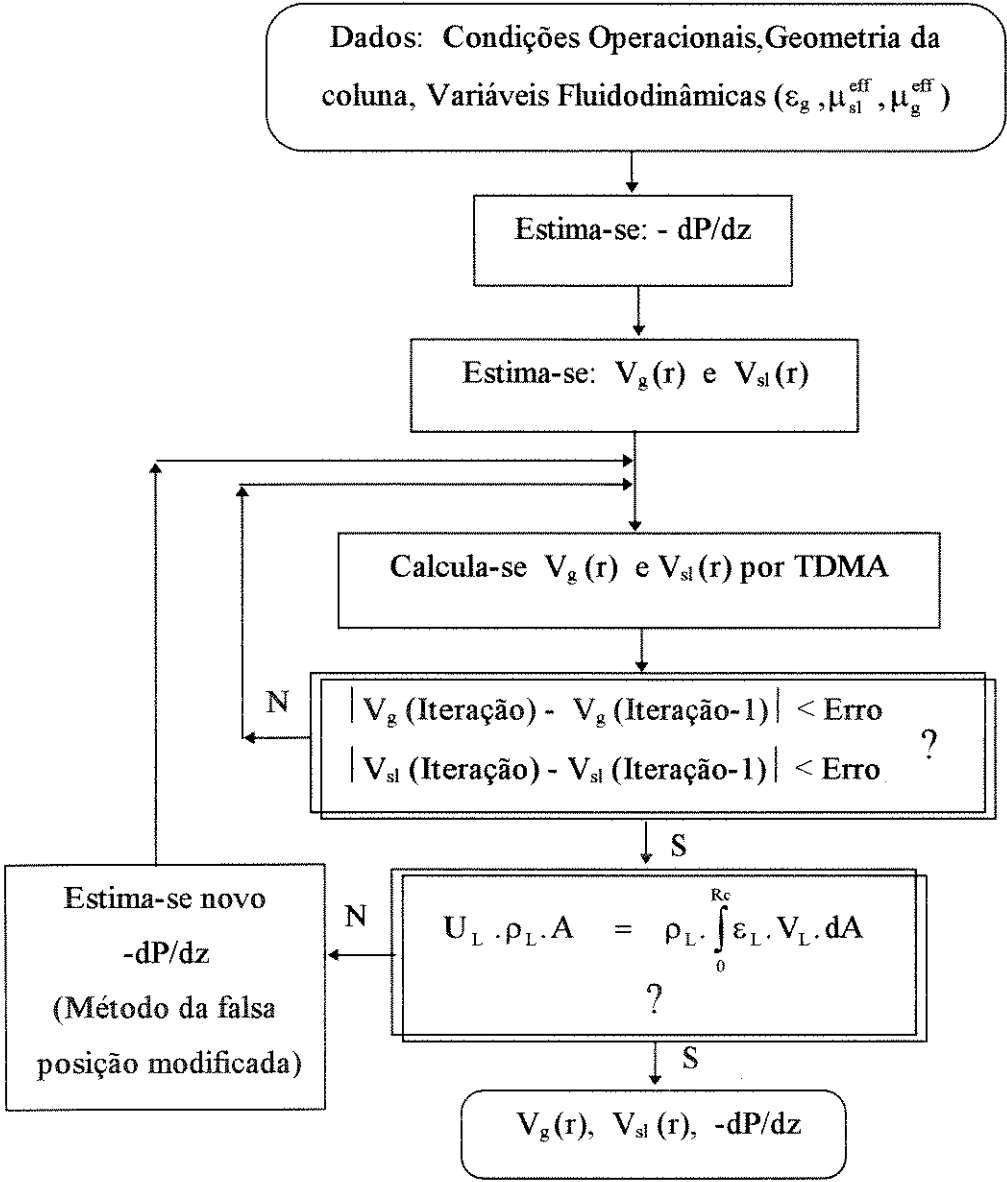 Dados: Condições Operacionais,Geometria da
coluna, Variáveis Fluidodinâmicas (εg ,μsl^eff , μg^eff )
Estima-se: - dP/dz
Estima-se: Vg(r) e Vsl(r)
Calcula-se Vg (r) e Vsl (r) por TDMA
N
| Vg (Iteração) - Vg (Iteração-1)| < Erro
| Vsl (Iteração) - Vsl (Iteração-1)| < Erro
?
S
Estima-se novo
-dP/dz
(Método da falsa
posição modificada)
N
UL .ρL.A = ρL. ∫0^Rc εL.VL.dA
?
S
Vg(r), Vsl (r), -dP/dz